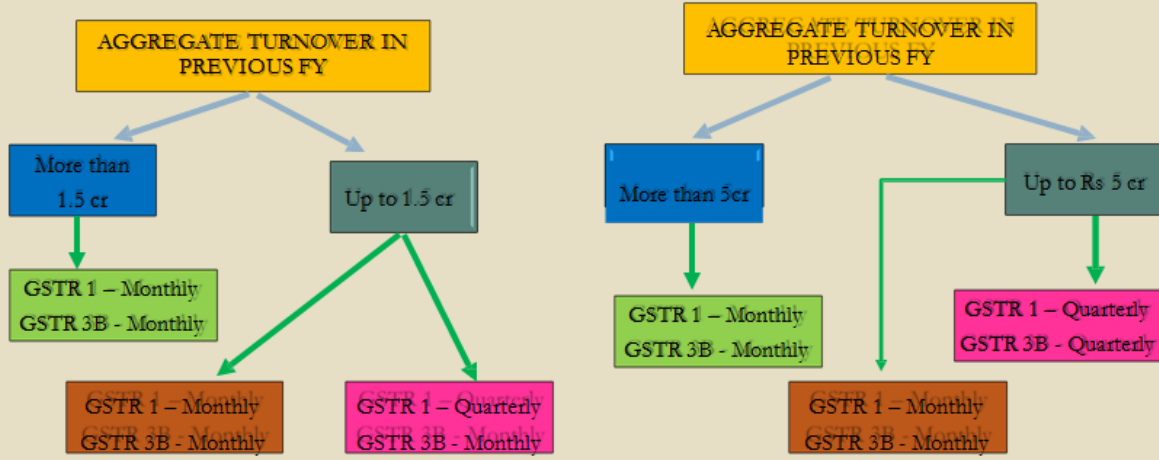 AGGREGATE TURNOVER IN
PREVIOUS FY
More than
1.5 cr
Up to 1.5 cr
GSTR 1 – Monthly
GSTR 3B - Monthly
GSTR 1 – Monthly
GSTR 3B - Monthly
GSTR 1 – Quarterly
GSTR 3B - Monthly
AGGREGATE TURNOVER IN
PREVIOUS FY
More than 5cr
Up to Rs 5 cr
GSTR 1 – Monthly
GSTR 3B - Monthly
GSTR 1 – Quarterly
GSTR 3B - Quarterly
GSTR 1 – Monthly
GSTR 3B - Monthly